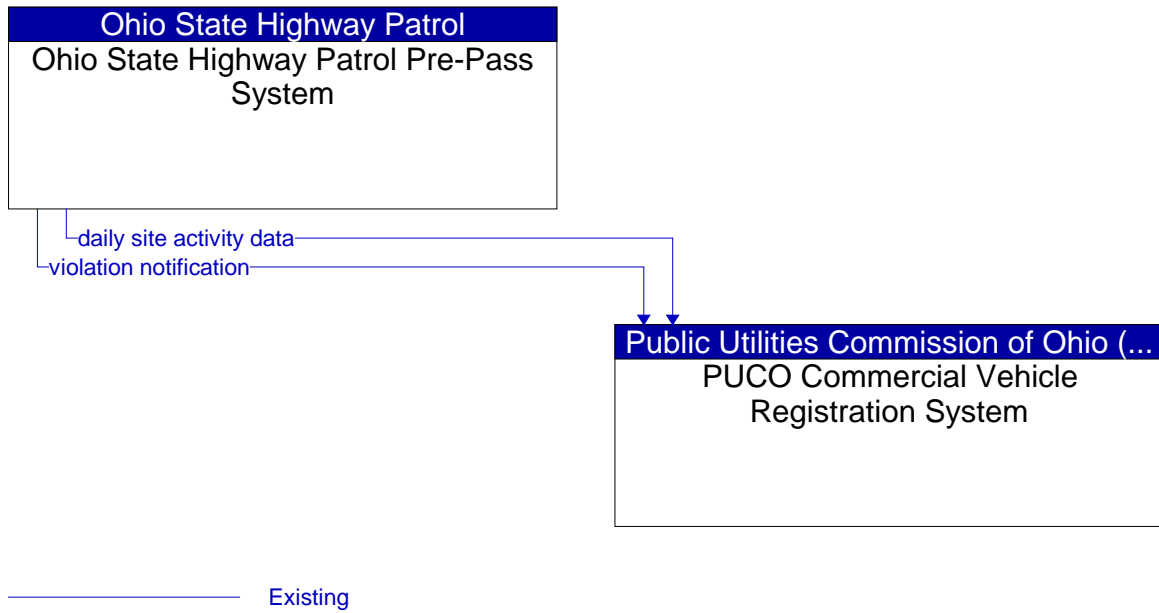 Ohio State Highway Patrol
Ohio State Highway Patrol Pre-Pass
System
daily site activity data
violation notification
Public Utilities Commission of Ohio (...
PUCO Commercial Vehicle
Registration System
Existing